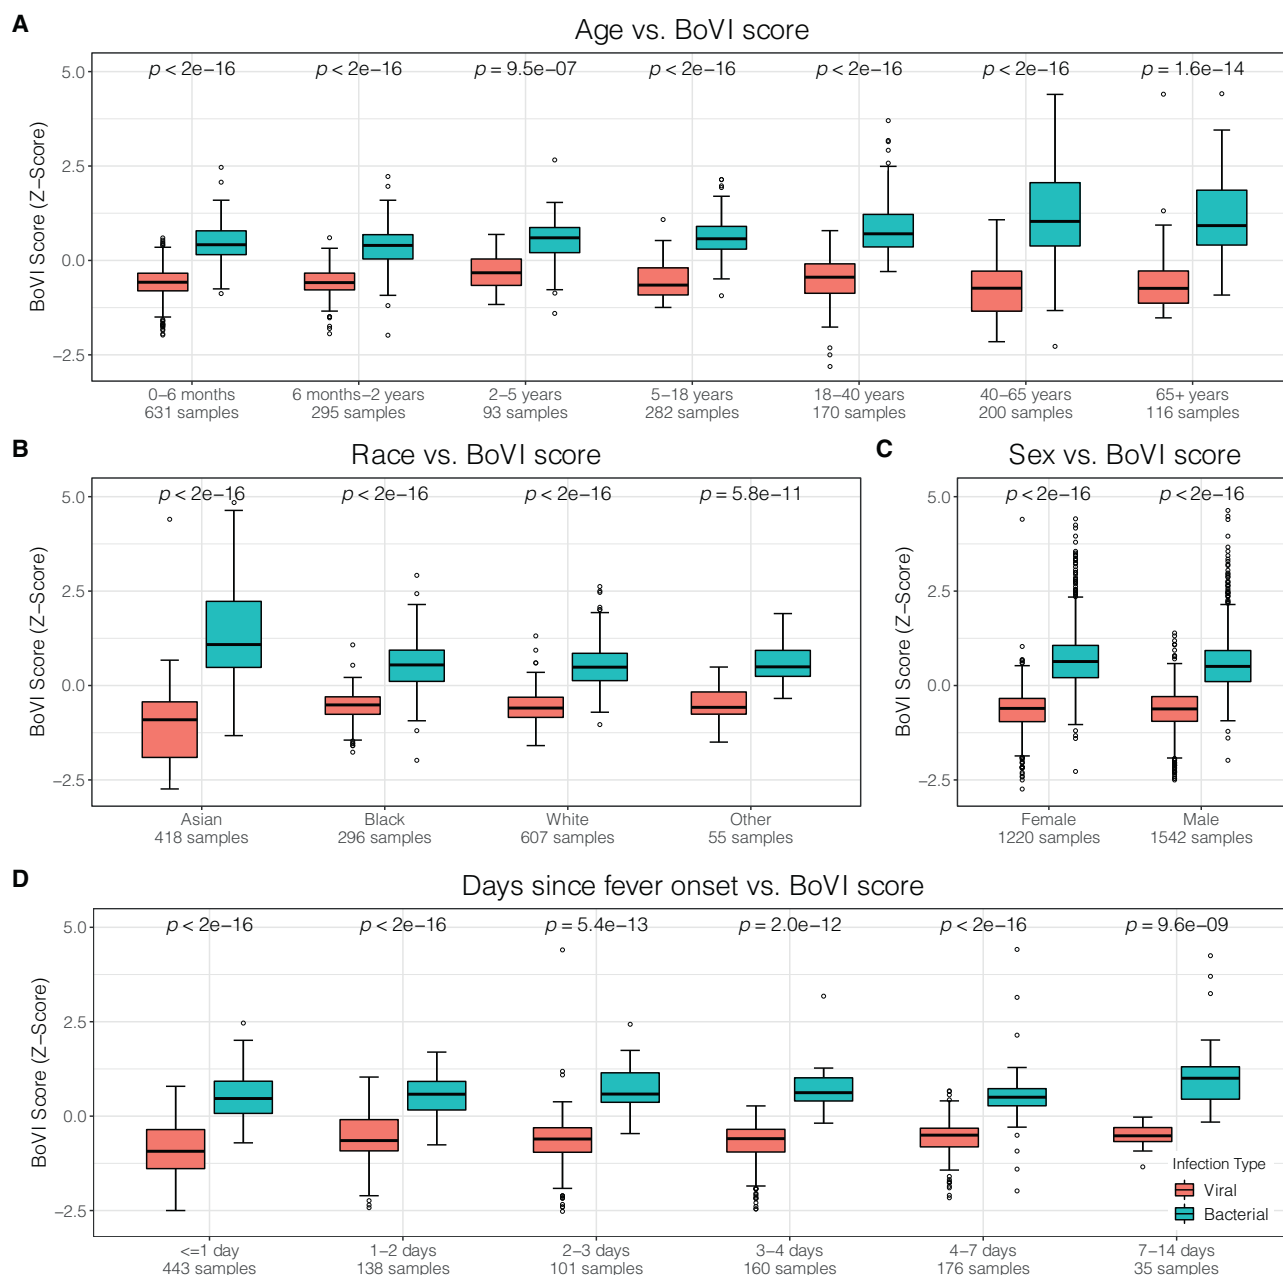 A
Age vs. BoVI score
p < 2e−16 p < 2e−16 p = 9.5e−07 p < 2e−16 p < 2e−16 p < 2e−16 p = 1.6e−14
BoVI Score (Z−Score)
5.0
2.5
0.0
−2.5
0−6 months 6 months−2 years 2−5 years 5−18 years 18−40 years 40−65 years 65+ years
631 samples 295 samples 93 samples 282 samples 170 samples 200 samples 116 samples
B
Race vs. BoVI score
p < 2e−16 p < 2e−16 p < 2e−16 p = 5.8e−11
BoVI Score (Z−Score)
5.0
2.5
0.0
−2.5
Asian Black White Other
418 samples 296 samples 607 samples 55 samples
C
Sex vs. BoVI score
p < 2e−16 p < 2e−16
BoVI Score (Z−Score)
5.0
2.5
0.0
−2.5
Female Male
1220 samples 1542 samples
D
Days since fever onset vs. BoVI score
p < 2e−16 p < 2e−16 p = 5.4e−13 p = 2.0e−12 p < 2e−16 p = 9.6e−09
BoVI Score (Z−Score)
5.0
2.5
0.0
−2.5
Infection Type
Viral
Bacterial
<=1 day 1−2 days 2−3 days 3−4 days 4−7 days 7−14 days
443 samples 138 samples 101 samples 160 samples 176 samples 35 samples